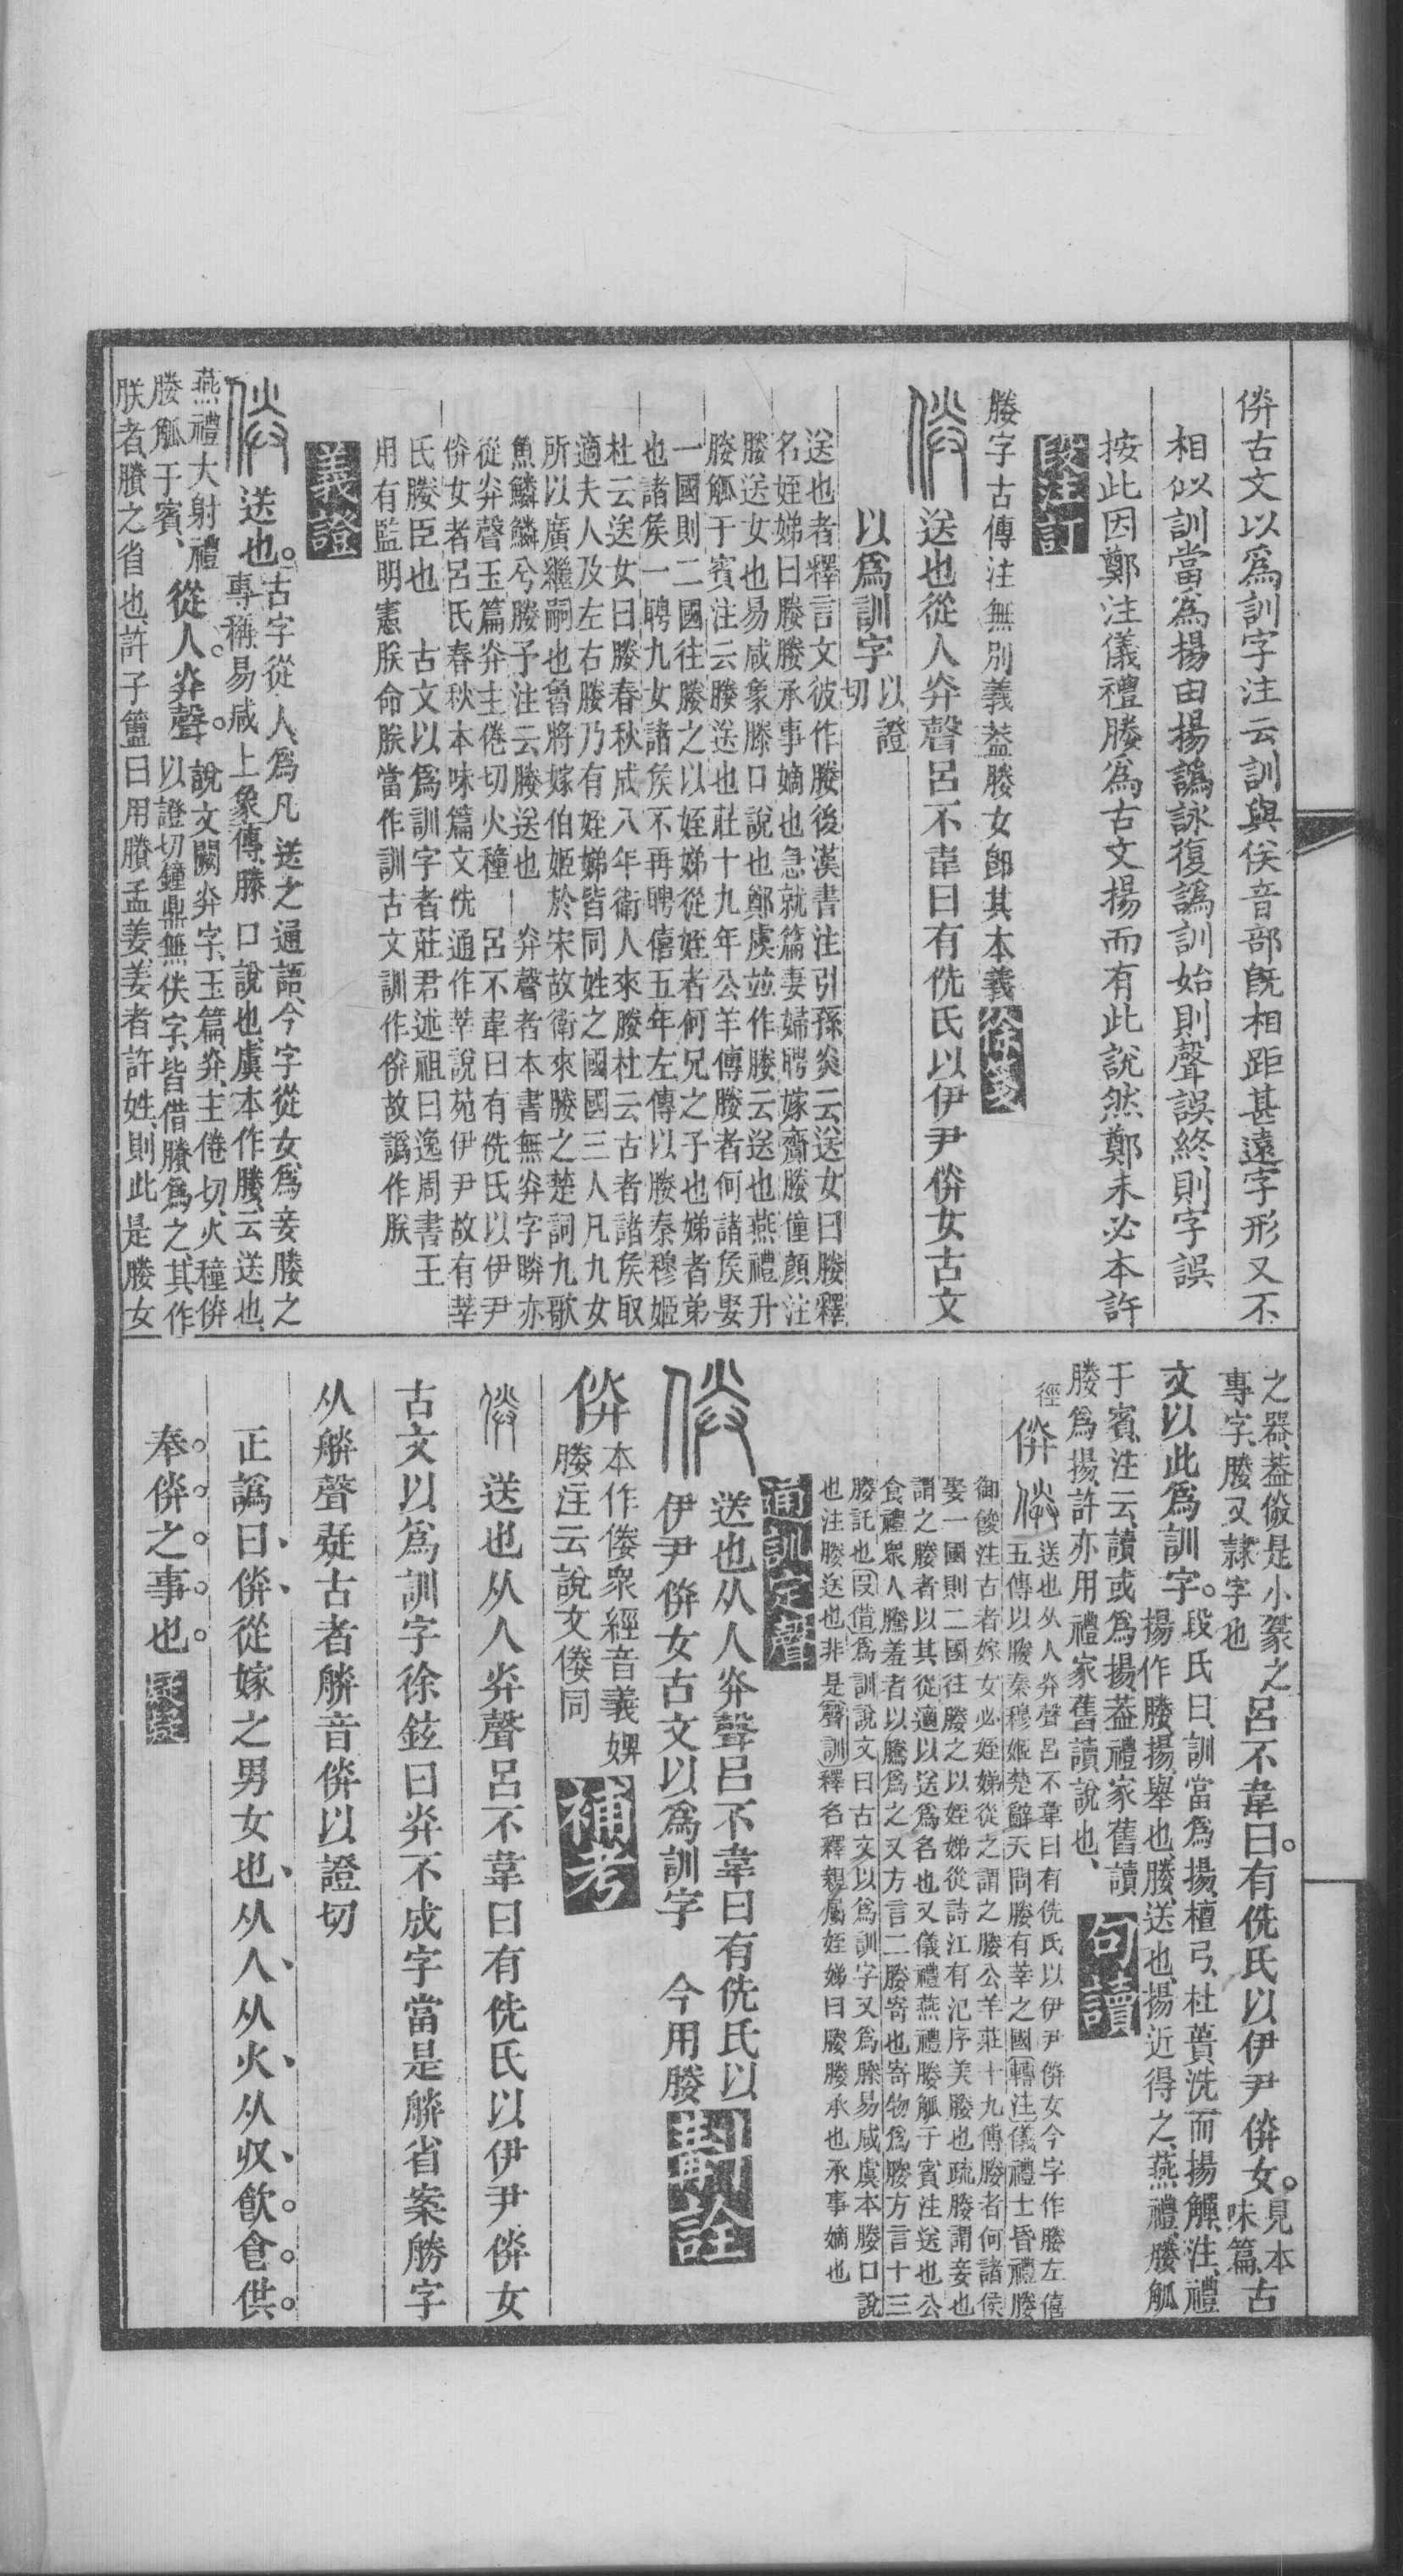 㑞古文以爲訓字注云訓與侯音部旣相距甚遠字形又不
相似訓當爲揚由揚譌詠復譌訓始則聲誤終則字誤
按此因鄭注儀禮媵爲古文揚而有此說然鄭未必本許
段注訂
媵字古傳注無別義葢媵女卽其本義
送也從人灷聲呂不韋曰有侁氏以伊尹㑞女古文
以爲訓字 以證切
送也者釋言文彼作媵後漢書注引孫炎云送女曰媵釋
名姪娣曰媵媵承事嫡也急就篇妻婦聘嫁齎媵僮顏注
媵送女也易咸象滕口說也鄭虞竝作媵云送也燕禮升
媵觚于賓注云媵送也莊十九年公羊傳媵者何諸侯娶
一國則二國往媵之以姪娣從姪者何兄之子也娣者弟
也諸侯一聘九女諸侯不再聘僖五年左傳以媵秦穆姬
杜云送女曰媵春秋成八年衛人來媵杜云古者諸侯取
適夫人及左右媵乃有姪娣皆同姓之國國三人凡九女
所以廣繼嗣也魯將嫁伯姬於宋故衛來媵之楚詞九歌
魚鱗鱗兮媵予注云媵送也 灷聲者本書無灷字瞬亦
從灷聲玉篇灷主倦切火種 呂不韋曰有侁氏以伊尹
㑞女者呂氏春秋本味篇文侁通作莘說苑伊尹故有莘
氏媵臣也 古文以爲訓字者莊君述祖曰逸周書王
用有監明憲朕命朕當作訓古文訓作㑞故譌作朕
義證
送也。古字從人爲凡送之通語、今字從女爲妾媵之
專稱、易咸上象傳、滕口說也、虞本作媵、云送也、
燕禮大射禮
媵觚于賓、從人。灷聲。說文闕灷字、玉篇、灷、主倦切、火種、㑞
以證切鐘鼎無㑞字、皆借媵爲之、其作
朕者、賸之省也、許子簠曰用賸孟姜、姜者許姓、則此是媵女
之器、葢俊是小篆之
專字、媵又隸字也 呂不韋曰。有侁氏以伊尹㑞女。見本味篇、古
文以此爲訓字。段氏曰、訓當爲揚、檀弓、杜蕢洗而揚觶、注、禮
揚作媵、揚、舉也、媵、送也、揚近得之、燕禮、媵觚
于賓、注云、讀或爲揚、葢禮家舊讀
媵爲揚、許亦用禮家舊讀說也、
句讀
㑞 送也从人灷聲呂不韋曰有侁氏以伊尹㑞女今字作媵左僖
五傳以媵秦穆姬楚辭天問媵有莘之國轉注儀禮士昏禮媵
御餕注古者嫁女必姪娣從之謂之媵公羊莊十九傳媵者何諸侯
娶一國則二國往媵之以姪娣從詩江有汜序美媵也疏媵謂妾也
謂之媵者以其從適以送爲名也又儀禮燕禮媵觚于賓注送也公
食禮衆人騰羞者以騰爲之又方言二媵寄也寄物爲媵方言十三
媵託也段借爲訓說文曰古文以爲訓字又爲滕易咸虞本媵口說
也注媵送也非是聲訓釋名釋親屬姪娣曰媵媵承也承事嫡也
通訓定聲
送也从人灷聲呂不韋曰有侁氏以
伊尹㑞女古文以爲訓字 今用媵
㑞 本作倿衆經音義
媵注云說文倿同
補考
送也从人灷聲呂不韋曰有侁氏以伊尹㑞女
古文以爲訓字徐鉉曰灷不成字當是朕省案勝字
从朕聲疑古者朕音㑞以證切
正譌曰、㑞、從嫁之男女也、从人、从火、从収、飮。食。供。
奉。㑞。之。事。也。